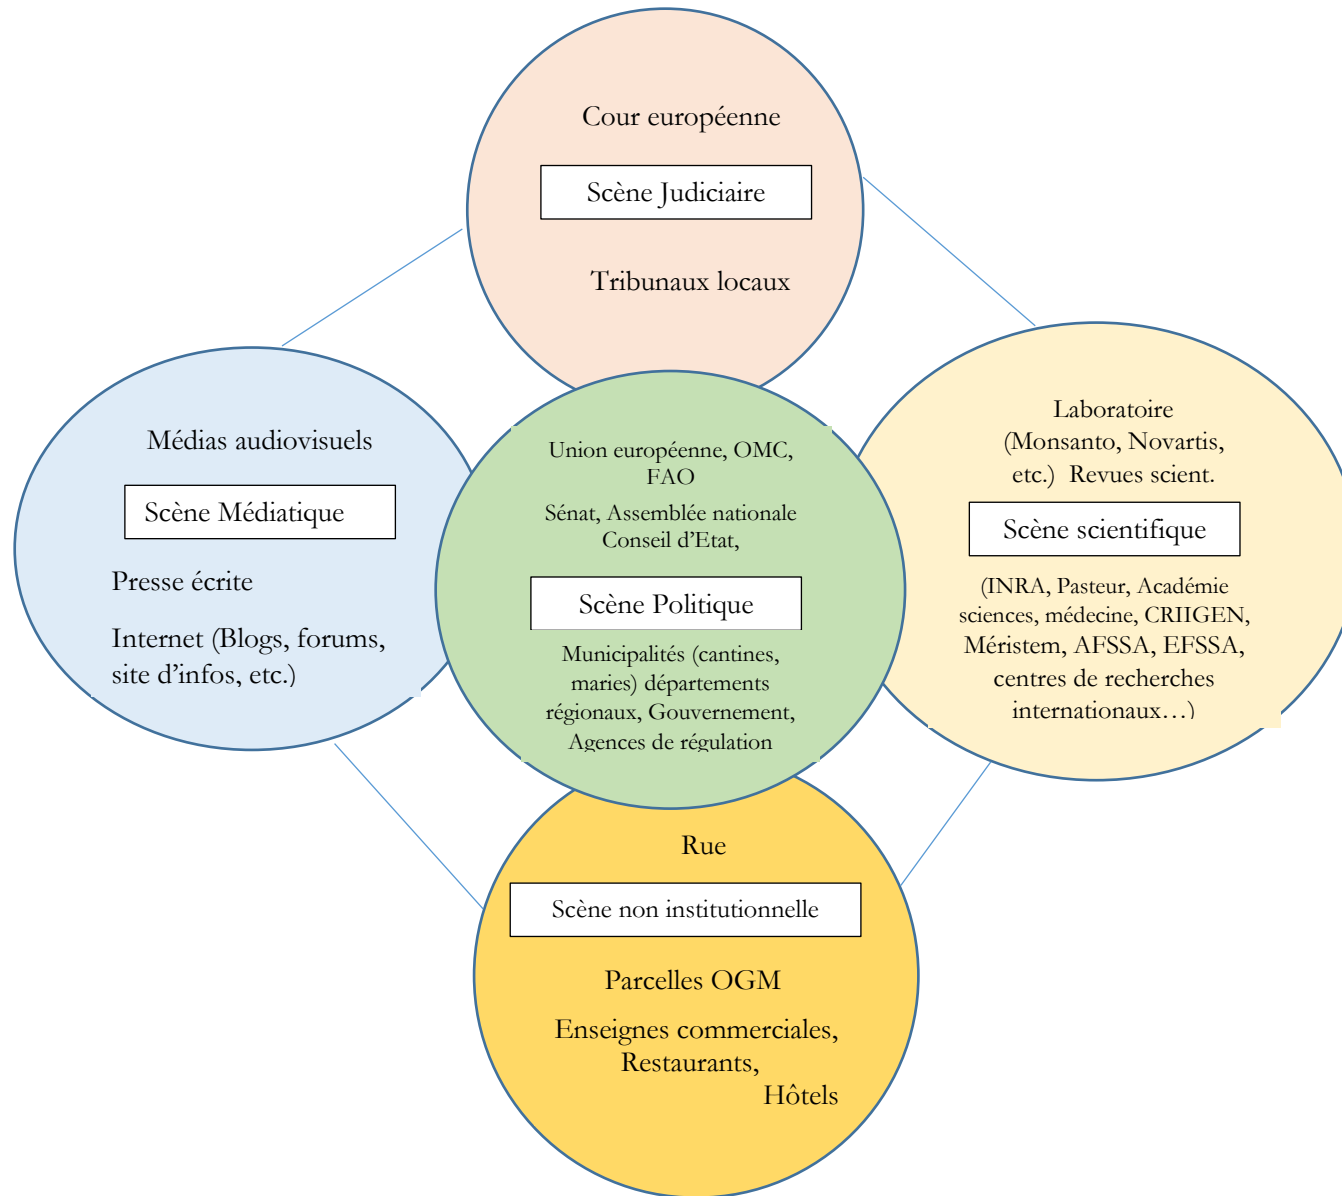 Cour européenne
Scène Judiciaire
Tribunaux locaux
Médias audiovisuels
Scène Médiatique
Presse écrite
Internet (Blogs, forums,
site d’infos, etc.)
Union européenne, OMC,
FAO
Sénat, Assemblée nationale
Conseil d’Etat,
Scène Politique
Municipalités (cantines,
maries) départements
régionaux, Gouvernement,
Agences de régulation
Laboratoire
(Monsanto, Novartis,
etc.) Revues scient.
Scène scientifique
(INRA, Pasteur, Académie
sciences, médecine, CRIIGEN,
Méristem, AFSSA, EFSSA,
centres de recherches
internationaux…)
Rue
Scène non institutionnelle
Parcelles OGM
Enseignes commerciales,
Restaurants,
Hôtels